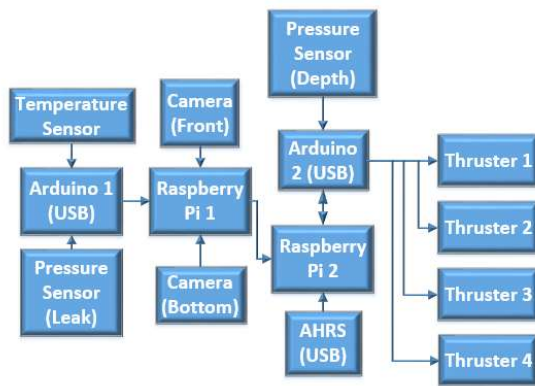 Pressure
Sensor
(Depth)
Temperature
Sensor
Camera
(Front)
Arduino 1
(USB)
Raspberry
Pi 1
Arduino
2 (USB)
Thruster 1
Thruster 2
Pressure
Sensor
(Leak)
Camera
(Bottom)
Raspberry
Pi 2
Thruster 3
AHRS
(USB)
Thruster 4